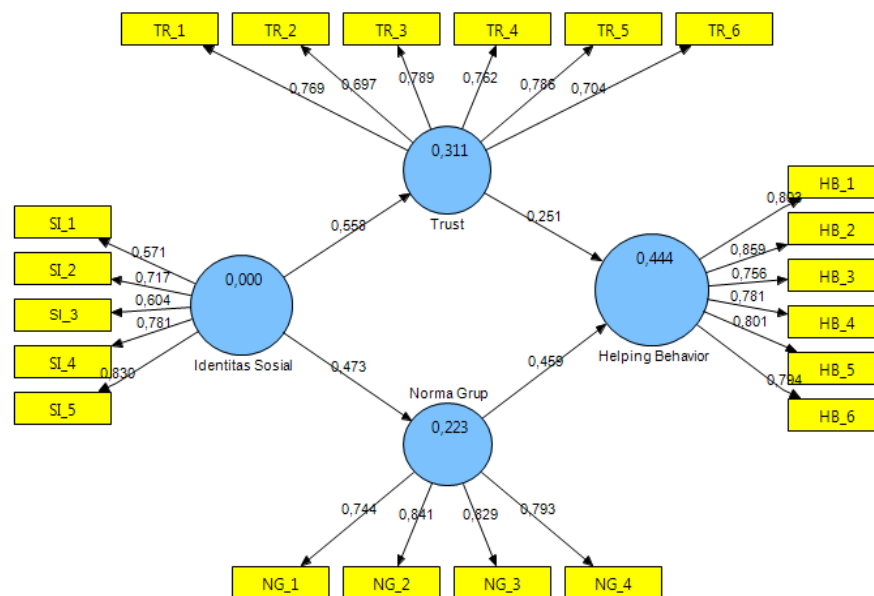 TR_1
TR_2
TR_3
TR_4
TR_5
TR_6
0,769
0,697
0,789
0,762
0,786
0,704
0,311
Trust
SI_1
SI_2
SI_3
SI_4
SI_5
0,571
0,717
0,604
0,781
0,830
0,000
Identitas Sosial
0,558
0,473
0,251
0,459
0,444
Helping Behavior
HB_1
HB_2
HB_3
HB_4
HB_5
HB_6
0,859
0,756
0,781
0,801
0,794
Norma Grup
0,223
0,744
0,841
0,829
0,793
NG_1
NG_2
NG_3
NG_4